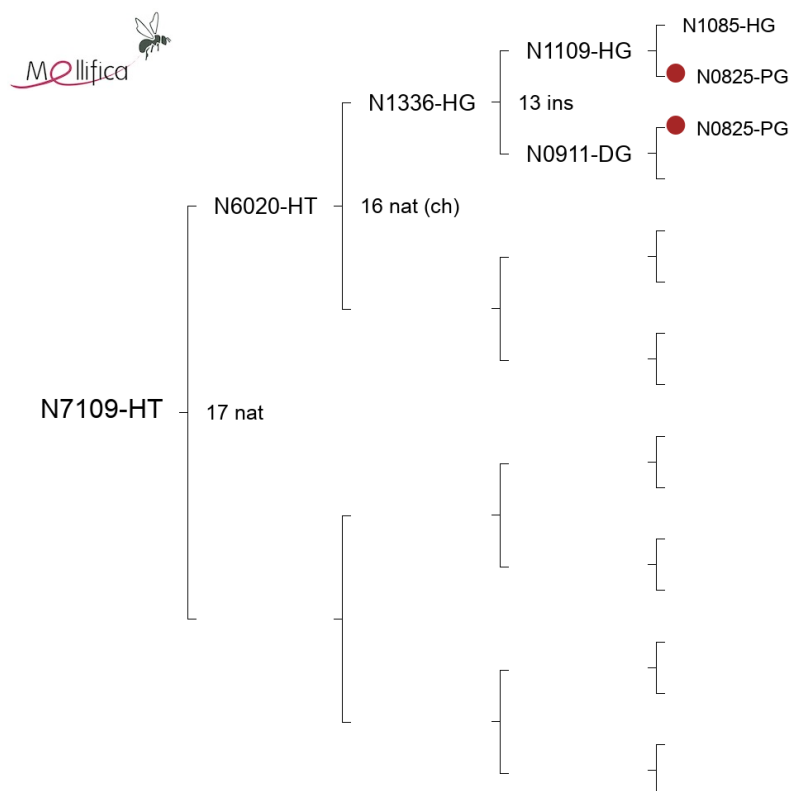 Mellifica
N1085-HG
N1109-HG
N0825-PG
N1336-HG
13 ins
N0825-PG
N0911-DG
N6020-HT
16 nat (ch)
N7109-HT
17 nat